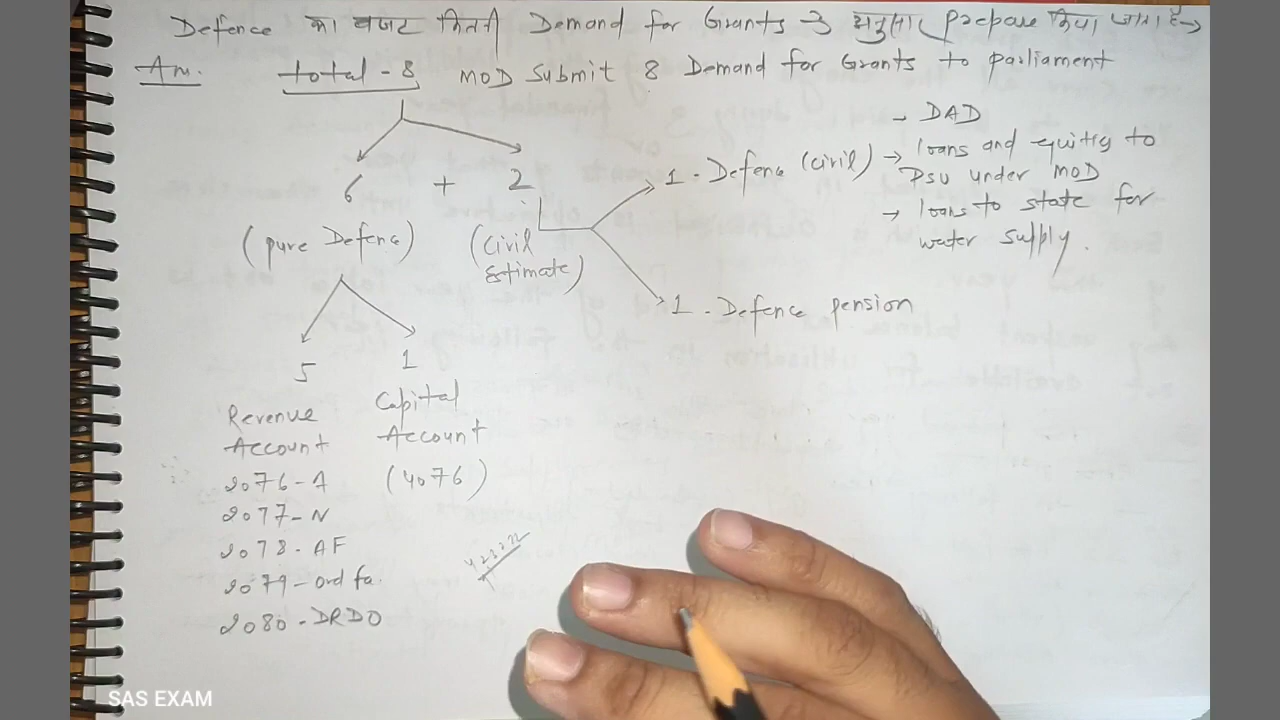 Defence का बजट कितनी Demand for Grants के अनुसार prepare किया जाता है→
Ans. total - 8 MOD Submit 8 Demand for Grants to parliament
6 + 2
(pure Defence) (Civil Estimate)
1 - Defence (civil)
→ DAD
→ loans and equity to
PSU under MOD
→ loans to state for
water supply.
1 - Defence pension
5 1
Revenue Account
Capital Account
(4076)
2076 - A
2077 - N
2078 - AF
2079 - ord fa.
2080 - DRDO
SAS EXAM